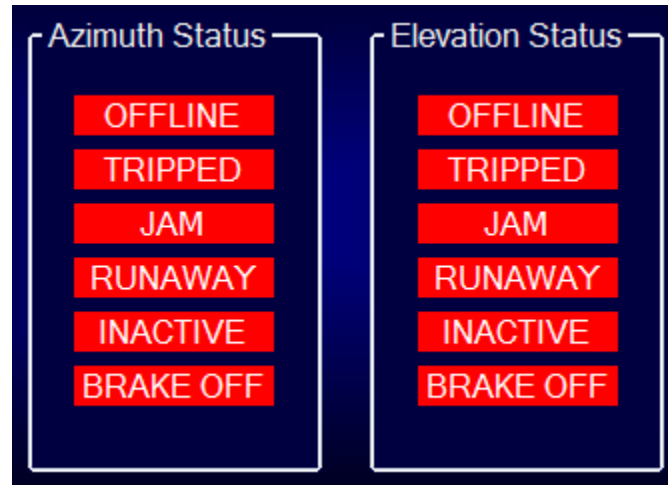 Azimuth Status
OFFLINE
TRIPPED
JAM
RUNAWAY
INACTIVE
BRAKE OFF
Elevation Status
OFFLINE
TRIPPED
JAM
RUNAWAY
INACTIVE
BRAKE OFF